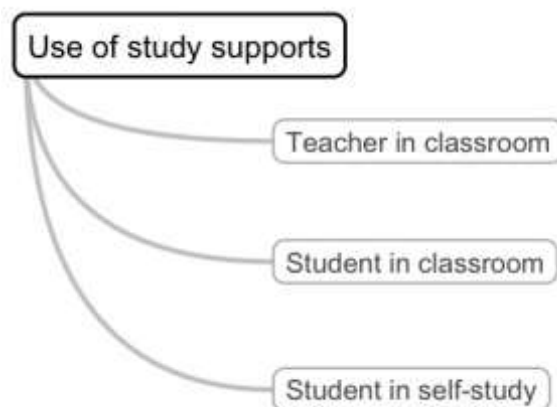 Use of study supports
Teacher in classroom
Student in classroom
Student in self-study